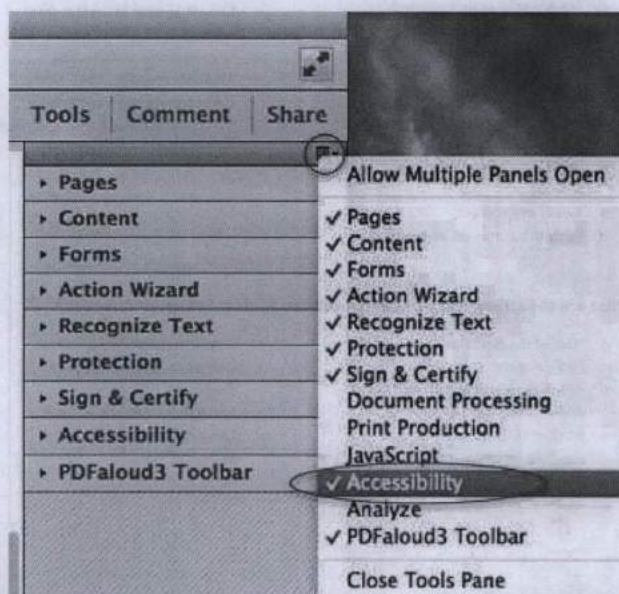 Tools Comment Share
Pages
Content
Forms
Action Wizard
Recognize Text
Protection
Sign & Certify
Accessibility
PDFaloud3 Toolbar
Allow Multiple Panels Open
✓ Pages
✓ Content
✓ Forms
✓ Action Wizard
✓ Recognize Text
✓ Protection
✓ Sign & Certify
Document Processing
Print Production
JavaScript
✓ Accessibility
Analyze
✓ PDFaloud3 Toolbar
Close Tools Pane